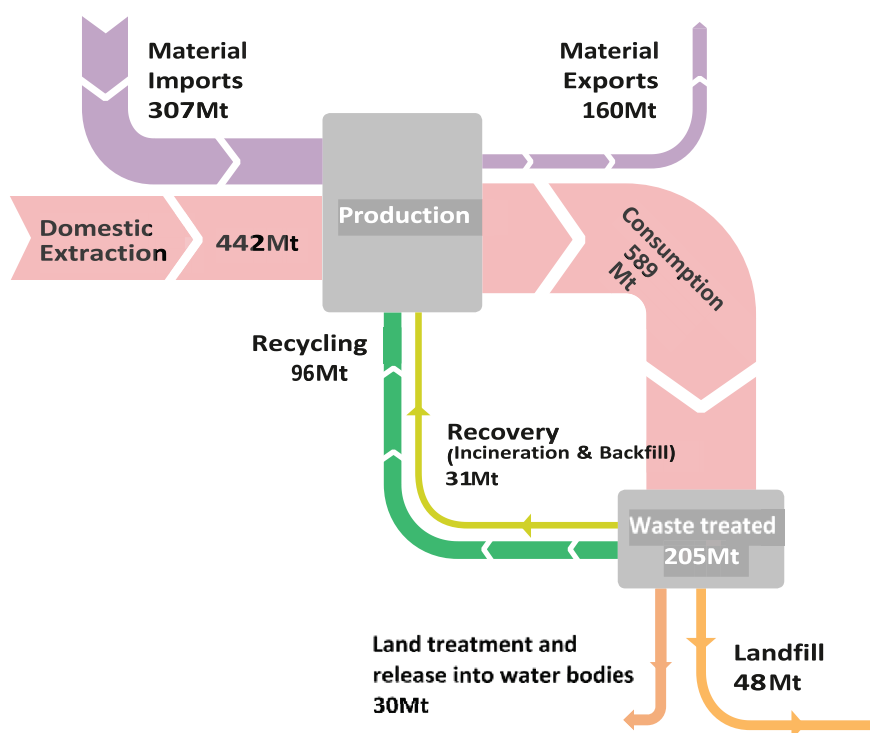 Material
Imports
307Mt
Material
Exports
160Mt
Domestic
Extraction
442Mt
Production
Consumption
589
Mt
Recycling
96Mt
Recovery
(Incineration & Backfill)
31Mt
Waste treated
205Mt
Land treatment and
release into water bodies
30Mt
Landfill
48Mt